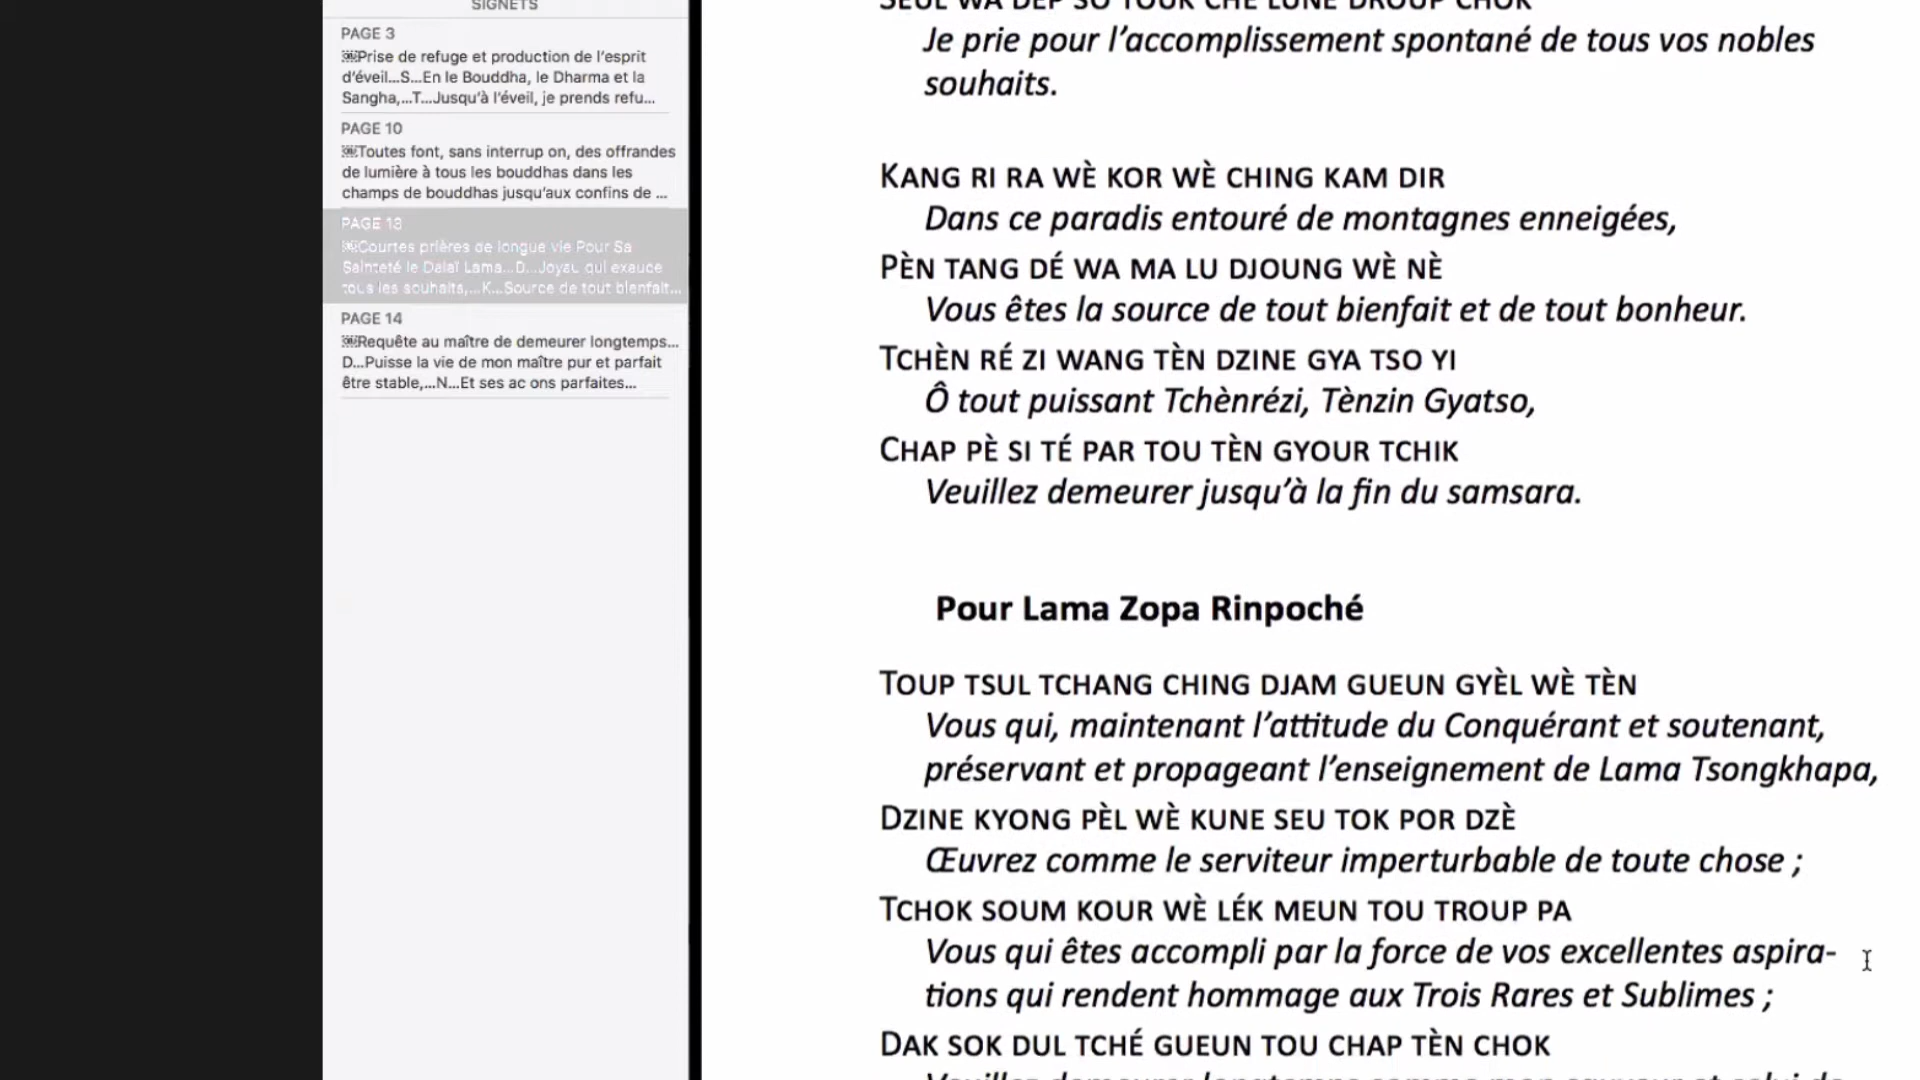 SIGNETS
PAGE 3
Prise de refuge et production de l'esprit
d'éveil...S...En le Bouddha, le Dharma et la
Sangha,...T...Jusqu'à l'éveil, je prends refu...
PAGE 10
Toutes font, sans interrup on, des offrandes
de lumière à tous les bouddhas dans les
champs de bouddhas jusqu'aux confins de ...
PAGE 13
Courtes prières de longue vie Pour Sa
Sainteté le Dalaï Lama...D...Joyau qui exauce
tous les souhaits,...K...Source de tout bienfait...
PAGE 14
Requête au maître de demeurer longtemps...
D...Puisse la vie de mon maître pur et parfait
être stable,...N...Et ses ac ons parfaites...
SEUL WA DEP SO TOUK CHÉ LUNE DROUP CHOK
Je prie pour l'accomplissement spontané de tous vos nobles
souhaits.
KANG RI RA WÈ KOR WÈ CHING KAM DIR
Dans ce paradis entouré de montagnes enneigées,
PÈN TANG DÉ WA MA LU DJOUNG WÈ NÈ
Vous êtes la source de tout bienfait et de tout bonheur.
TCHÈN RÉ ZI WANG TÈN DZINE GYA TSO YI
Ô tout puissant Tchènrézi, Tènzin Gyatso,
CHAP PÈ SI TÉ PAR TOU TÈN GYOUR TCHIK
Veuillez demeurer jusqu'à la fin du samsara.
Pour Lama Zopa Rinpoché
TOUP TSUL TCHANG CHING DJAM GUEUN GYÈL WÈ TÈN
Vous qui, maintenant l'attitude du Conquérant et soutenant,
préservant et propageant l'enseignement de Lama Tsongkhapa,
DZINE KYONG PÈL WÈ KUNE SEU TOK POR DZÈ
Œuvrez comme le serviteur imperturbable de toute chose ;
TCHOK SOUM KOUR WÈ LÉK MEUN TOU TROUP PA
Vous qui êtes accompli par la force de vos excellentes aspira-
tions qui rendent hommage aux Trois Rares et Sublimes ;
DAK SOK DUL TCHÉ GUEUN TOU CHAP TÈN CHOK